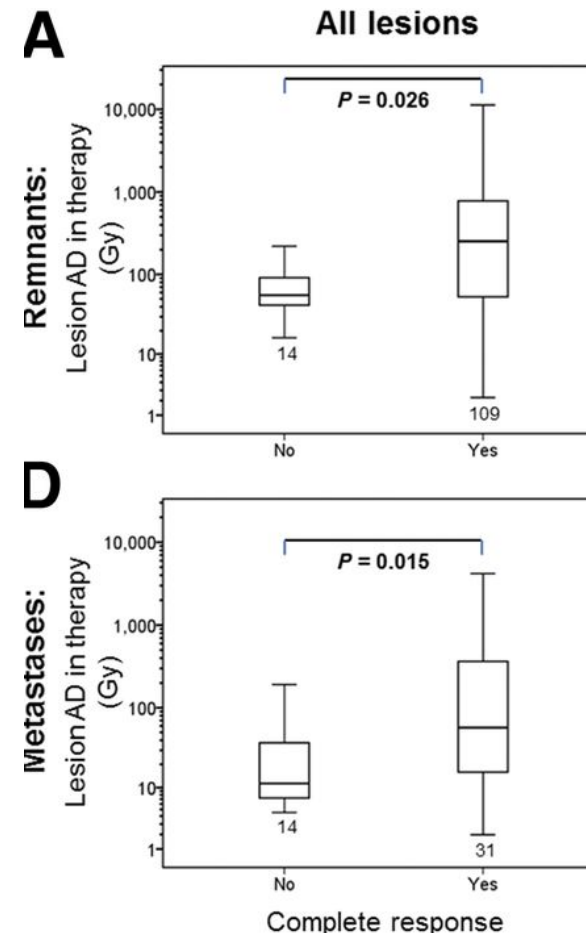 A
All lesions
Remnants:
Lesion AD in therapy
(Gy)
10,000
1,000
100
10
1
P = 0.026
14
109
No
Yes
D
Metastases:
Lesion AD in therapy
(Gy)
10,000
1,000
100
10
1
P = 0.015
14
31
No
Yes
Complete response